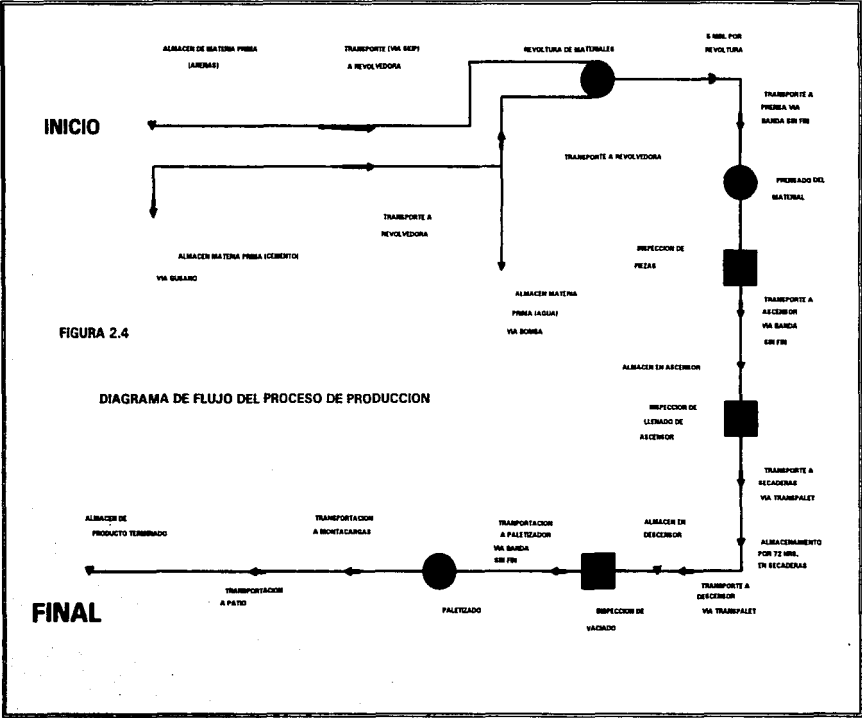 ALMACEN DE MATERIA PRIMA
(ARENAS)
TRANSPORTE (VIA SKIP)
A REVOLVEDORA
REVOLTURA DE MATERIALES
5 MIN. POR
REVOLTURA
INICIO
TRANSPORTE A
PRENSA VIA
BANDA SIN FIN
TRANSPORTE A REVOLVEDORA
PRENSADO DEL
MATERIAL
TRANSPORTE A
REVOLVEDORA
ALMACEN MATERIA PRIMA (CEMENTO)
VIA GUSANO
INSPECCION DE
PIEZAS
ALMACEN MATERIA
PRIMA (AGUA)
VIA BOMBA
TRANSPORTE A
ASCENSOR
VIA BANDA
SIN FIN
FIGURA 2.4
ALMACEN EN ASCENSOR
DIAGRAMA DE FLUJO DEL PROCESO DE PRODUCCION
INSPECCION DE
LLENADO DE
ASCENSOR
TRANSPORTE A
SECADERAS
VIA TRANSPALET
ALMACEN DE
PRODUCTO TERMINADO
TRANSPORTACION
A MONTACARGAS
TRANSPORTACION
A PALETIZADOR
VIA BANDA
SIN FIN
ALMACEN EN
DESCENSOR
ALMACENAMIENTO
POR 72 HRS.
EN SECADERAS
TRANSPORTACION
A PATIO
TRANSPORTE A
DESCENSOR
VIA TRANSPALET
FINAL
PALETIZADO
INSPECCION DE
VACIADO